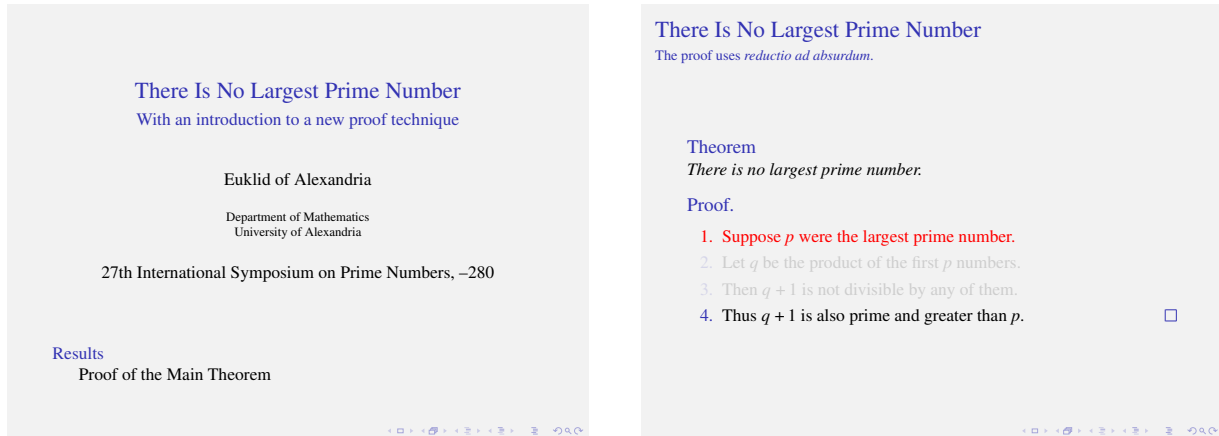 There Is No Largest Prime Number
With an introduction to a new proof technique
Euklid of Alexandria
Department of Mathematics
University of Alexandria
27th International Symposium on Prime Numbers, –280
Results
Proof of the Main Theorem
There Is No Largest Prime Number
The proof uses reductio ad absurdum.
Theorem
There is no largest prime number.
Proof.
1. Suppose p were the largest prime number.
2. Let q be the product of the first p numbers.
3. Then q + 1 is not divisible by any of them.
4. Thus q + 1 is also prime and greater than p. □